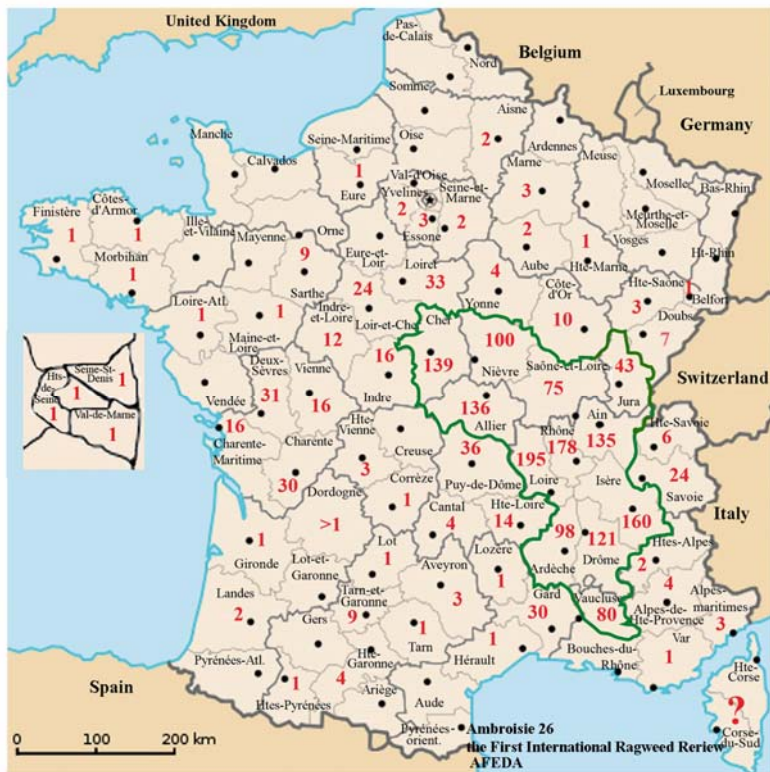 United Kingdom
Belgium
Luxembourg
Germany
Switzerland
Italy
Spain
Pas-
de-Calais
Nord
Somme
Aisne
2
Ardennes
Seine-Maritime
Oise
Manche
Calvados
1
Eure
Val-d'Oise
Yvelines
2
3
Essonne
Seine-et-
Marne
2
Marne
3
Meuse
Moselle
Bas-Rhin
Meurthe-et-
Moselle
Vosges
Ht-Rhin
Finistère
1
Côtes-
d'Armor
1
Morbihan
1
Ille-
et-Vilaine
Mayenne
Orne
9
Sarthe
Eure-et-
Loir
24
Loiret
33
Loir-et-Cher
4
Yonne
2
Aube
1
Hte-Marne
Côte-
d'Or
10
Hte-Saône
3
1
Belfort
Doubs
7
Loire-Atl.
1
1
Maine-et-
Loire
Indre-
et-Loire
12
Cher
139
100
Nièvre
Saône-et-Loire
75
43
Jura
Vendée
Deux-
Sèvres
31
Vienne
16
16
Indre
136
Allier
Ain
135
Rhône
178
195
Loire
Hte-Savoie
6
24
Savoie
Isère
160
Seine-St-
Denis
1
Hts-
de-
Seine
1
1
Val-de-Marne
1
16
Charente-
Maritime
Charente
30
Hte-
Vienne
3
Creuse
36
Puy-de-Dôme
Corrèze
1
Dordogne
>1
Cantal
4
Hte-Loire
14
98
Ardèche
121
Drôme
Htes-Alpes
2
1
Gironde
Lot-et-
Garonne
Lot
1
Aveyron
3
Lozère
1
Gard
30
Vaucluse
80
4
Alpes-de-
Hte-Provence
Alpes-
maritimes
3
Var
1
Landes
2
Tarn-et-
Garonne
9
Gers
1
Tarn
Hérault
1
Bouches-du-
Rhône
Pyrénées-Atl.
1
Htes-Pyrénées
Hte-
Garonne
4
Ariège
Aude
Pyrénées-
orient.
Hte-
Corse
?
Corse-
du-Sud
0 100 200 km
Ambroisie 26
the First International Ragweed Reriew
AFEDA